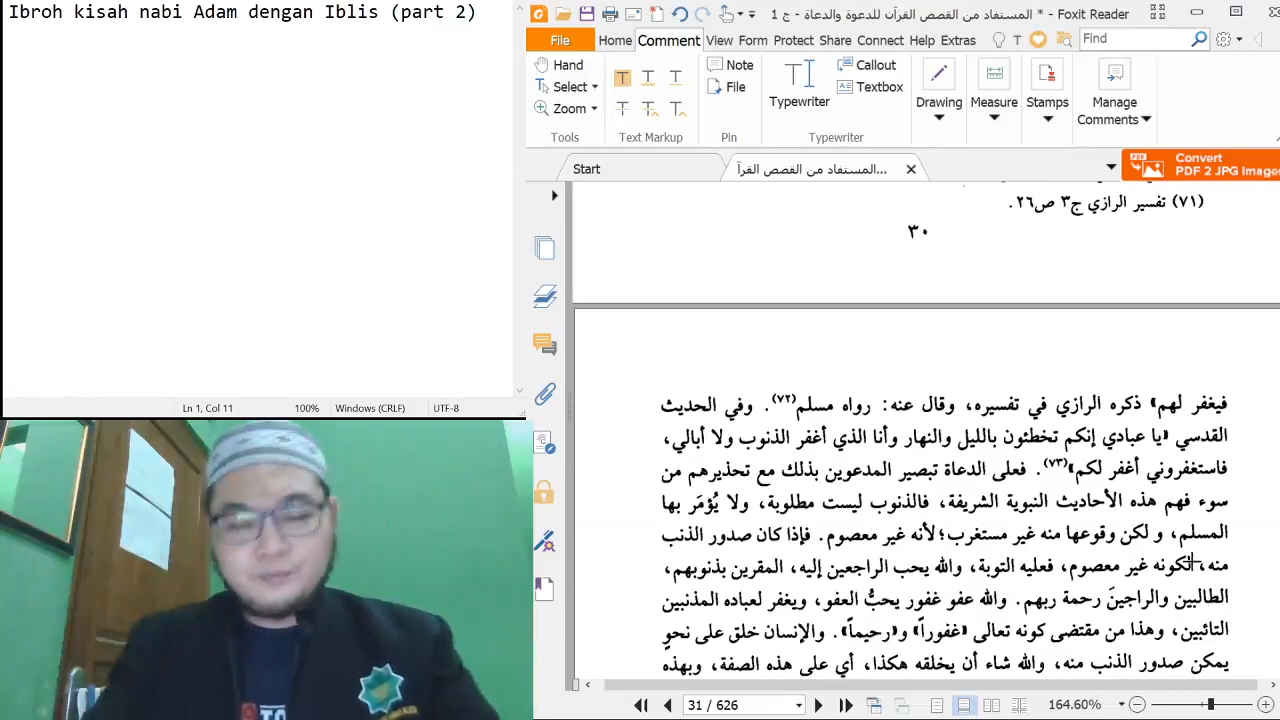 Ibroh kisah nabi Adam dengan Iblis (part 2)
Ln 1, Col 11
100%
Windows (CRLF)
UTF-8
المستفاد من القصص القرآن للدعوة والدعاة - ج 1 * - Foxit Reader
File Home Comment View Form Protect Share Connect Help Extras
Find
Hand
Select
Zoom
Tools
Text Markup
Note
File
Pin
Typewriter
Callout
Textbox
Typewriter
Drawing
Measure
Stamps
Manage
Comments
Start
المستفاد من القصص القرآ...
Convert
PDF 2 JPG Images
(٧١) تفسير الرازي ج٣ ص٢٦.
٣٠
فيغفر لهم» ذكره الرازي في تفسيره، وقال عنه: رواه مسلم(٧٢). وفي الحديث
القدسي «يا عبادي إنكم تخطئون بالليل والنهار وأنا الذي أغفر الذنوب ولا أبالي،
فاستغفروني أغفر لكم»(٧٣). فعلى الدعاة تبصير المدعوين بذلك مع تحذيرهم من
سوء فهم هذه الأحاديث النبوية الشريفة، فالذنوب ليست مطلوبة، ولا يُؤمَر بها
المسلم، و لكن وقوعها منه غير مستغرب؛ لأنه غير معصوم. فإذا كان صدور الذنب
منه، لكونه غير معصوم، فعليه التوبة، والله يحب الراجعين إليه، المقرين بذنوبهم،
الطالبين والراجينَ رحمة ربهم. والله عفو غفور يحبُّ العفو، ويغفر لعباده المذنبين
التائبين، وهذا من مقتضى كونه تعالى «غفوراً» و«رحيماً». والإنسان خلق على نحوٍ
يمكن صدور الذنب منه، والله شاء أن يخلقه هكذا، أي على هذه الصفة، وبهذه
31 / 626
164.60%